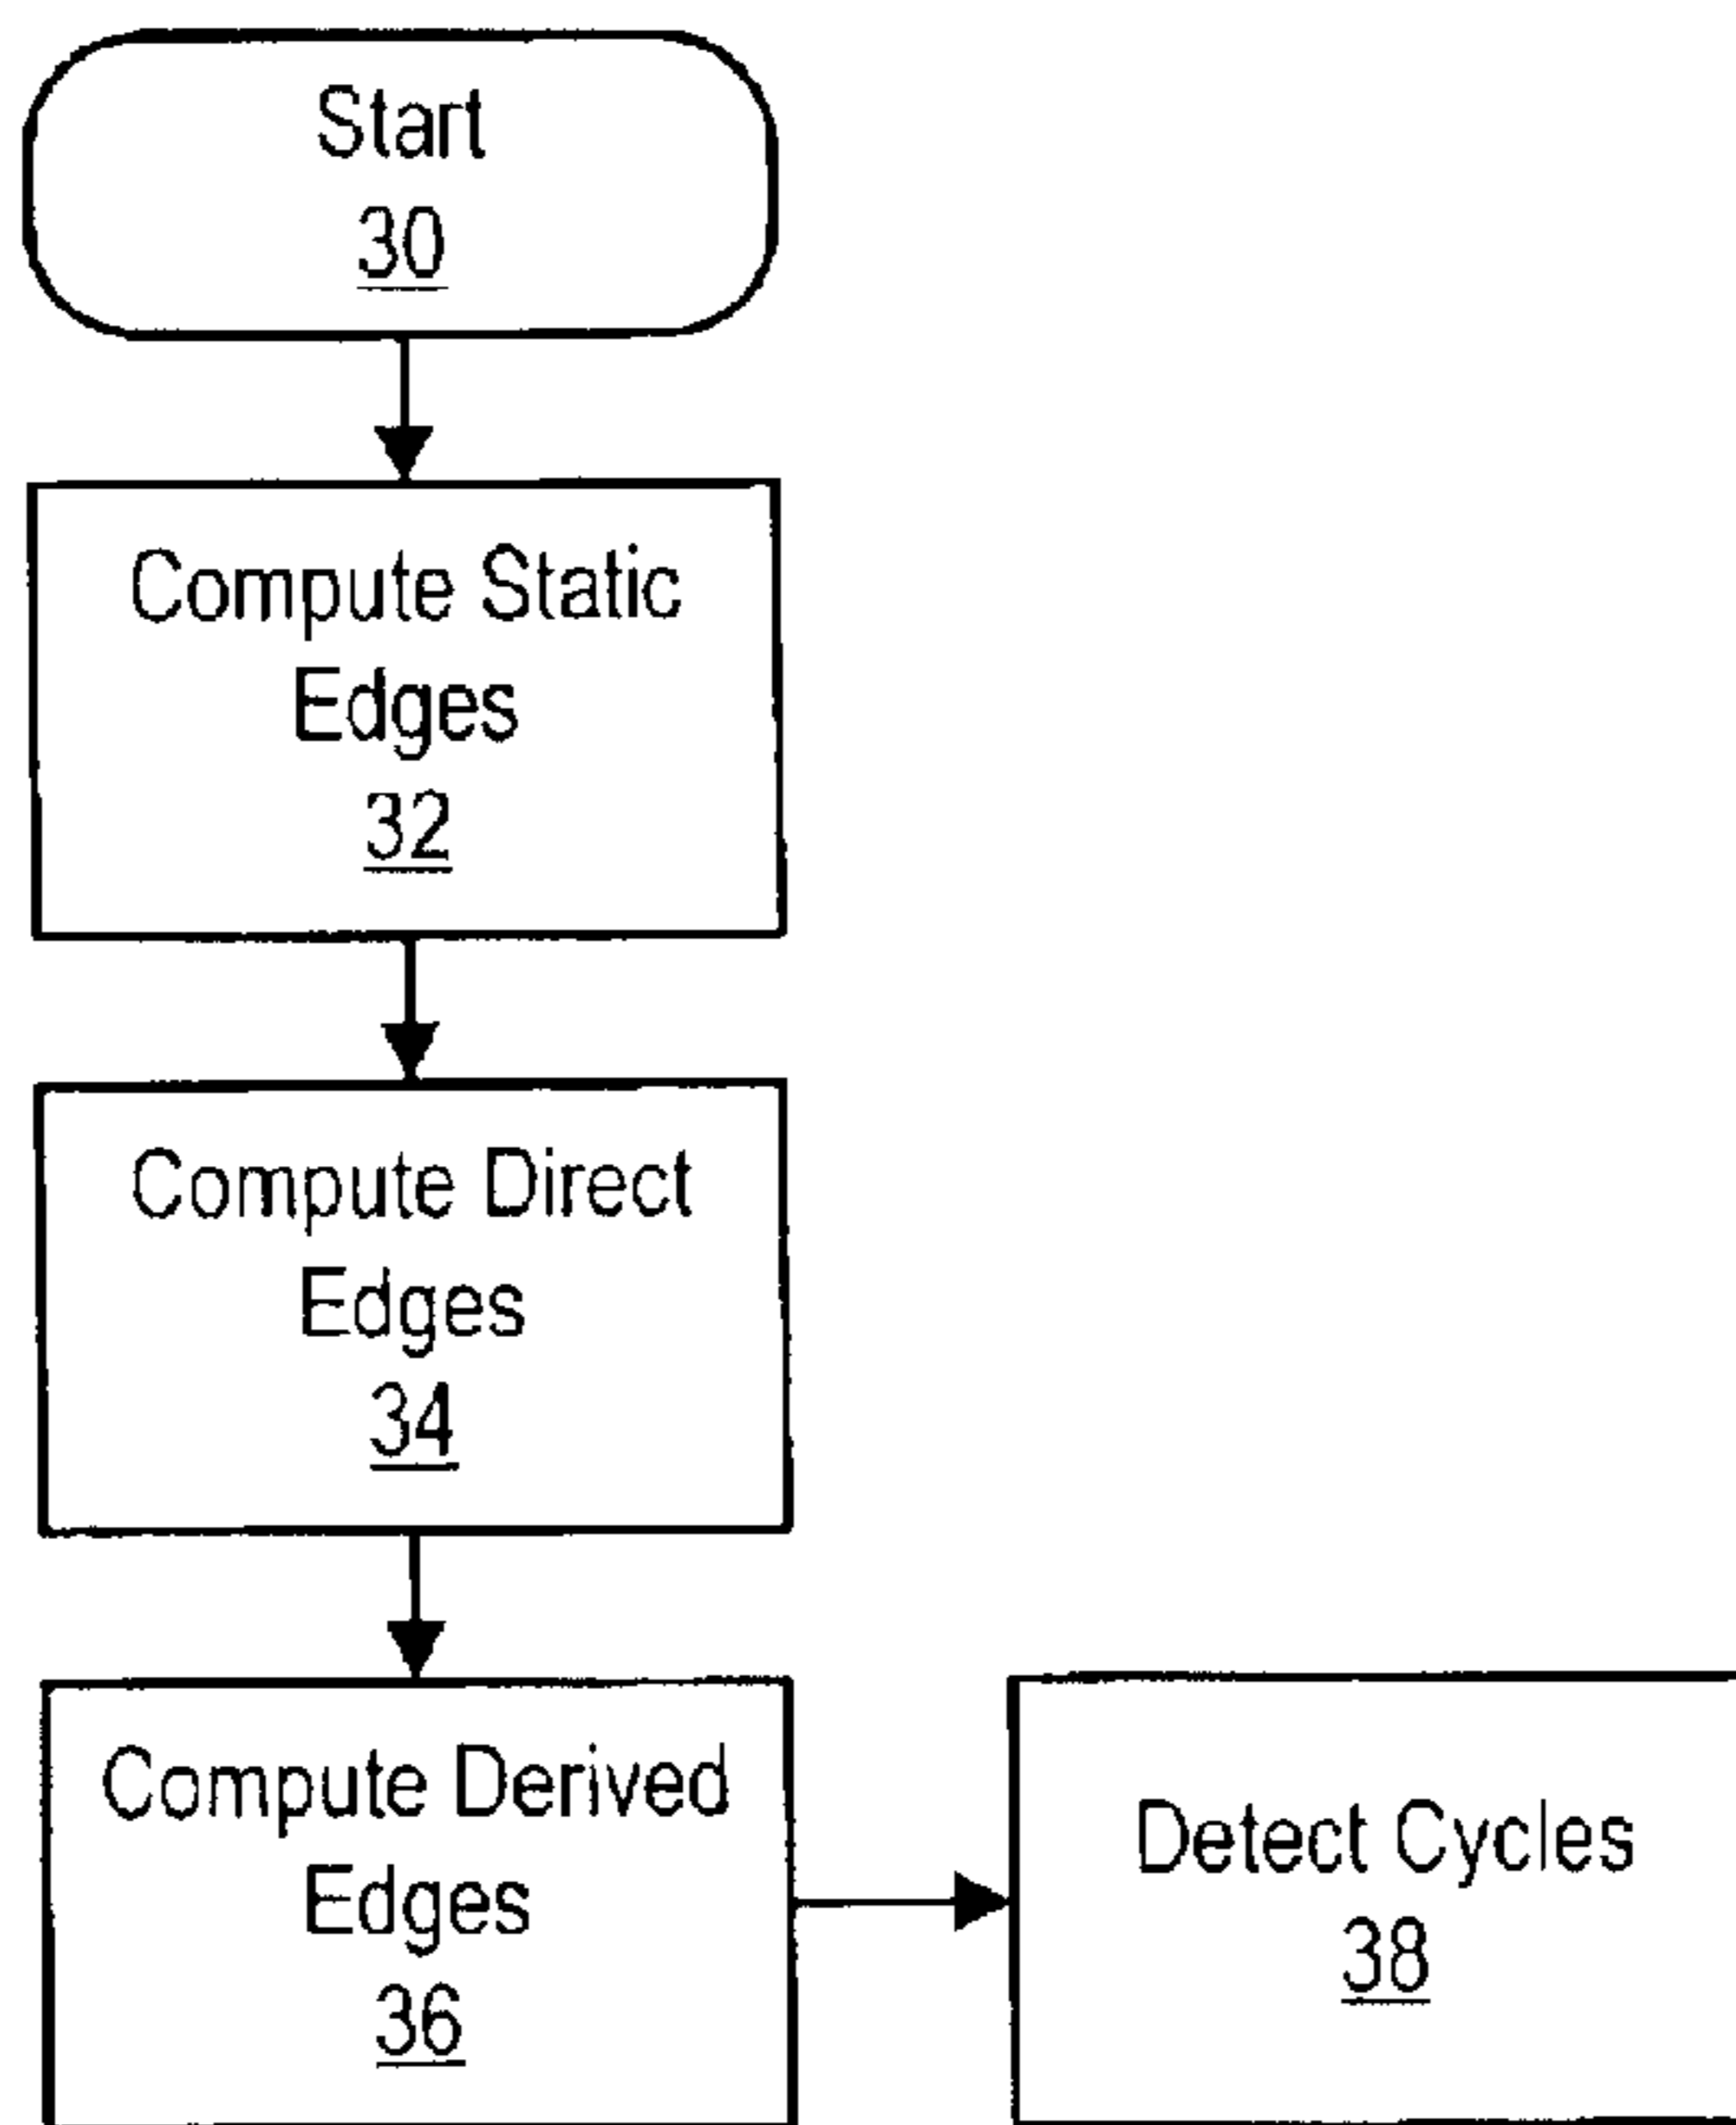 Start
30
Compute Static
Edges
32
Compute Direct
Edges
34
Compute Derived
Edges
36
Detect Cycles
38